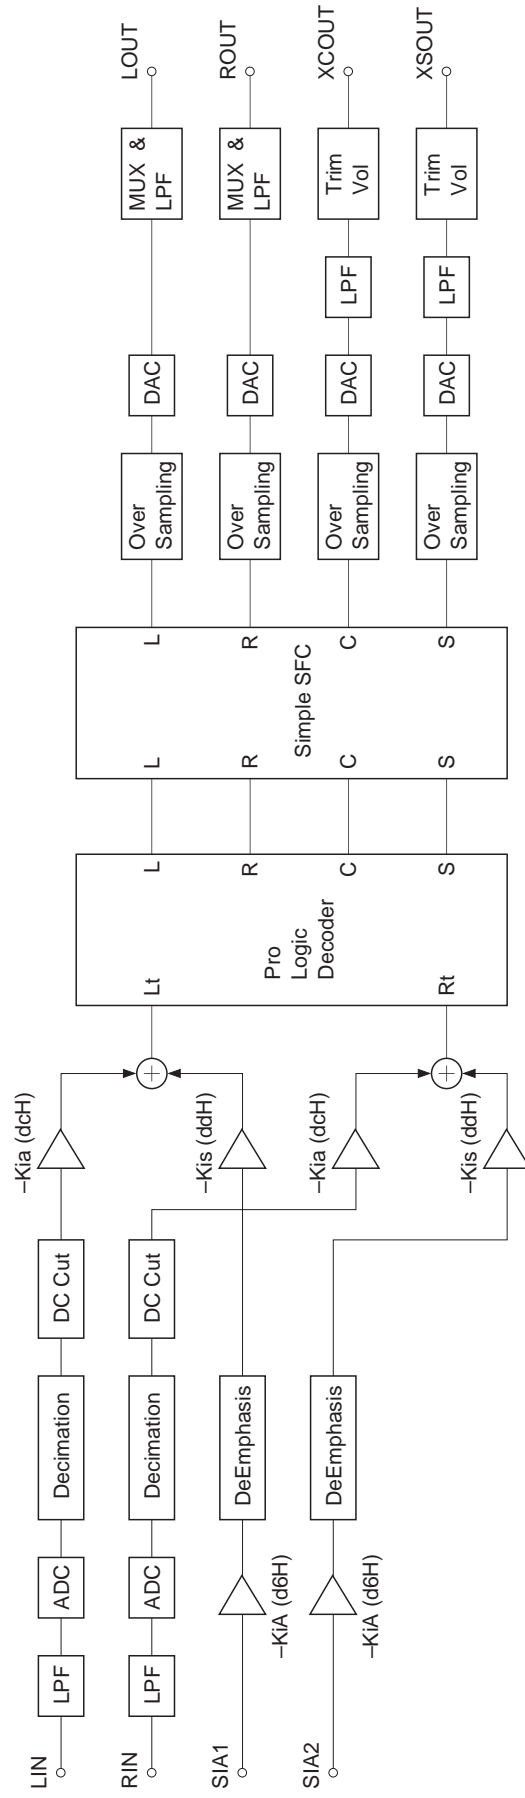 LIN
LPF
ADC
Decimation
DC Cut
–Kia (dcH)
RIN
LPF
ADC
Decimation
DC Cut
–Kia (dcH)
SIA1
–KiA (d6H)
DeEmphasis
–Kis (ddH)
SIA2
–KiA (d6H)
DeEmphasis
–Kis (ddH)
+
+
Lt
Rt
Pro
Logic
Decoder
L
R
C
S
L
R
C
S
Simple SFC
L
R
C
S
Over
Sampling
DAC
MUX &
LPF
LOUT
Over
Sampling
DAC
MUX &
LPF
ROUT
Over
Sampling
DAC
LPF
Trim
Vol
XCOUT
Over
Sampling
DAC
LPF
Trim
Vol
XSOUT